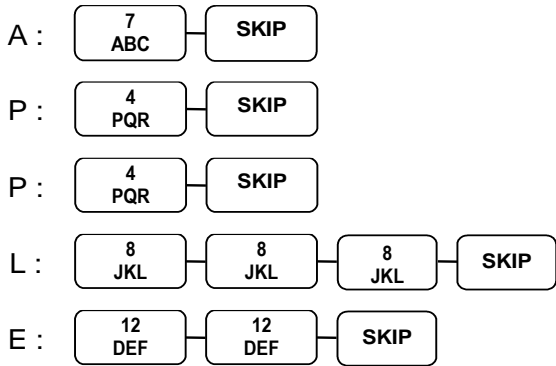 A : 7 ABC SKIP
P : 4 PQR SKIP
P : 4 PQR SKIP
L : 8 JKL 8 JKL 8 JKL SKIP
E : 12 DEF 12 DEF SKIP